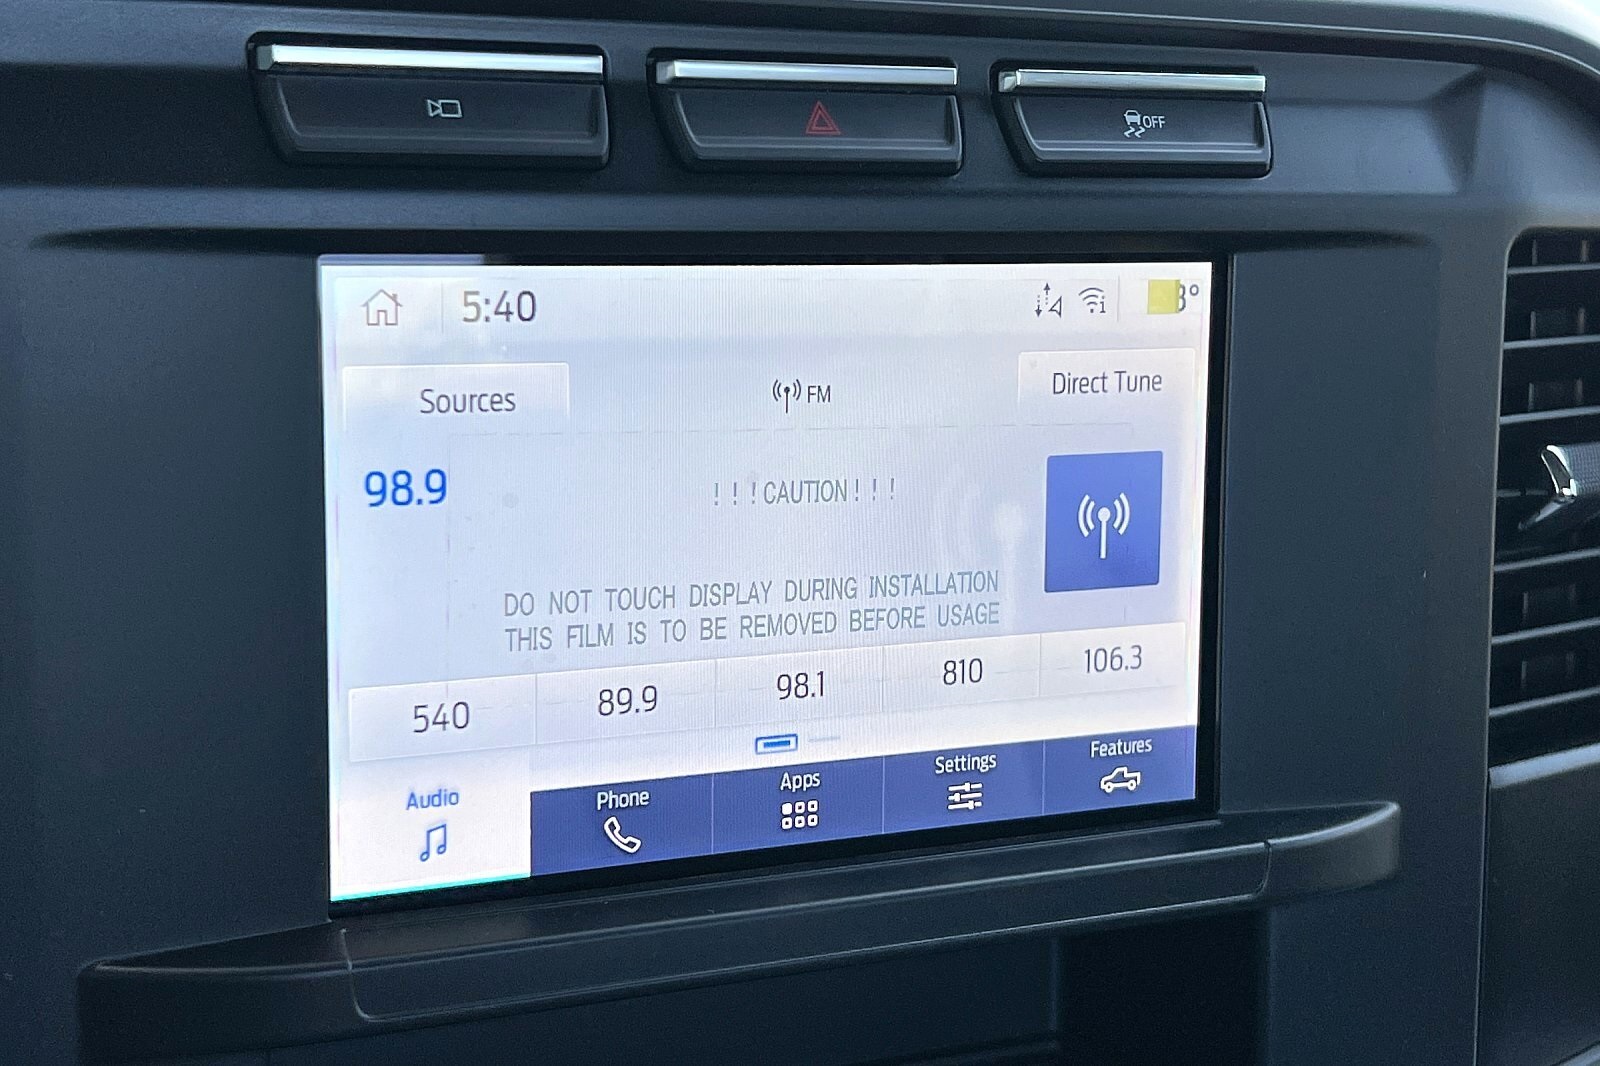 OFF
5:40
8°
Sources
FM
Direct Tune
98.9
! ! ! CAUTION ! ! !
DO NOT TOUCH DISPLAY DURING INSTALLATION
THIS FILM IS TO BE REMOVED BEFORE USAGE
540 89.9 98.1 810 106.3
Audio Phone Apps Settings Features